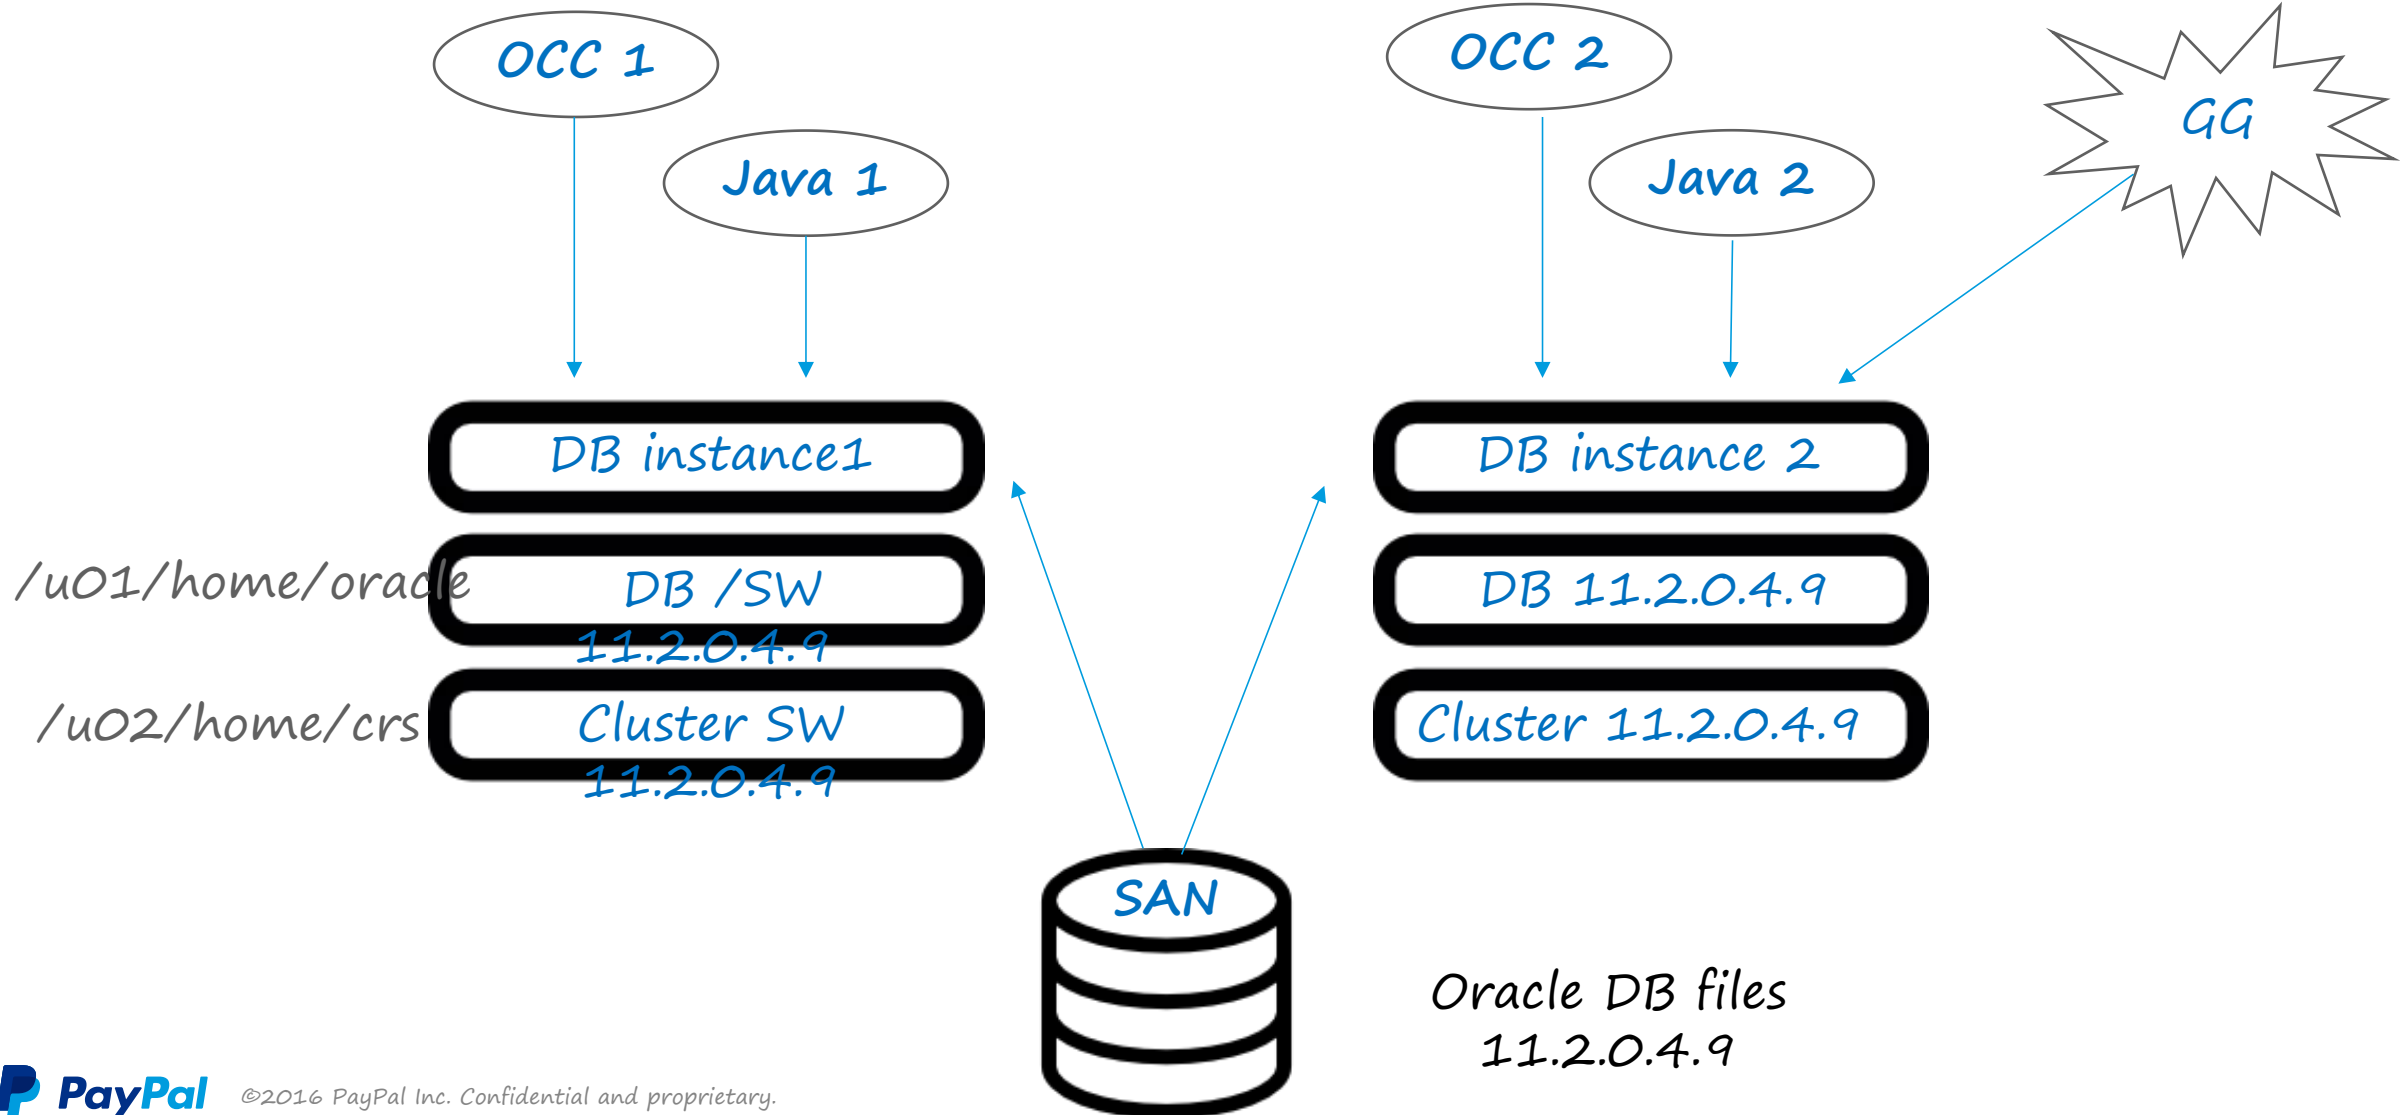 OCC 1
OCC 2
GG
Java 1
Java 2
DB instance1
DB instance 2
/u01/home/oracle
DB /SW
11.2.0.4.9
DB 11.2.0.4.9
/u02/home/crs
Cluster SW
11.2.0.4.9
Cluster 11.2.0.4.9
SAN
Oracle DB files
11.2.0.4.9
PayPal
©2016 PayPal Inc. Confidential and proprietary.